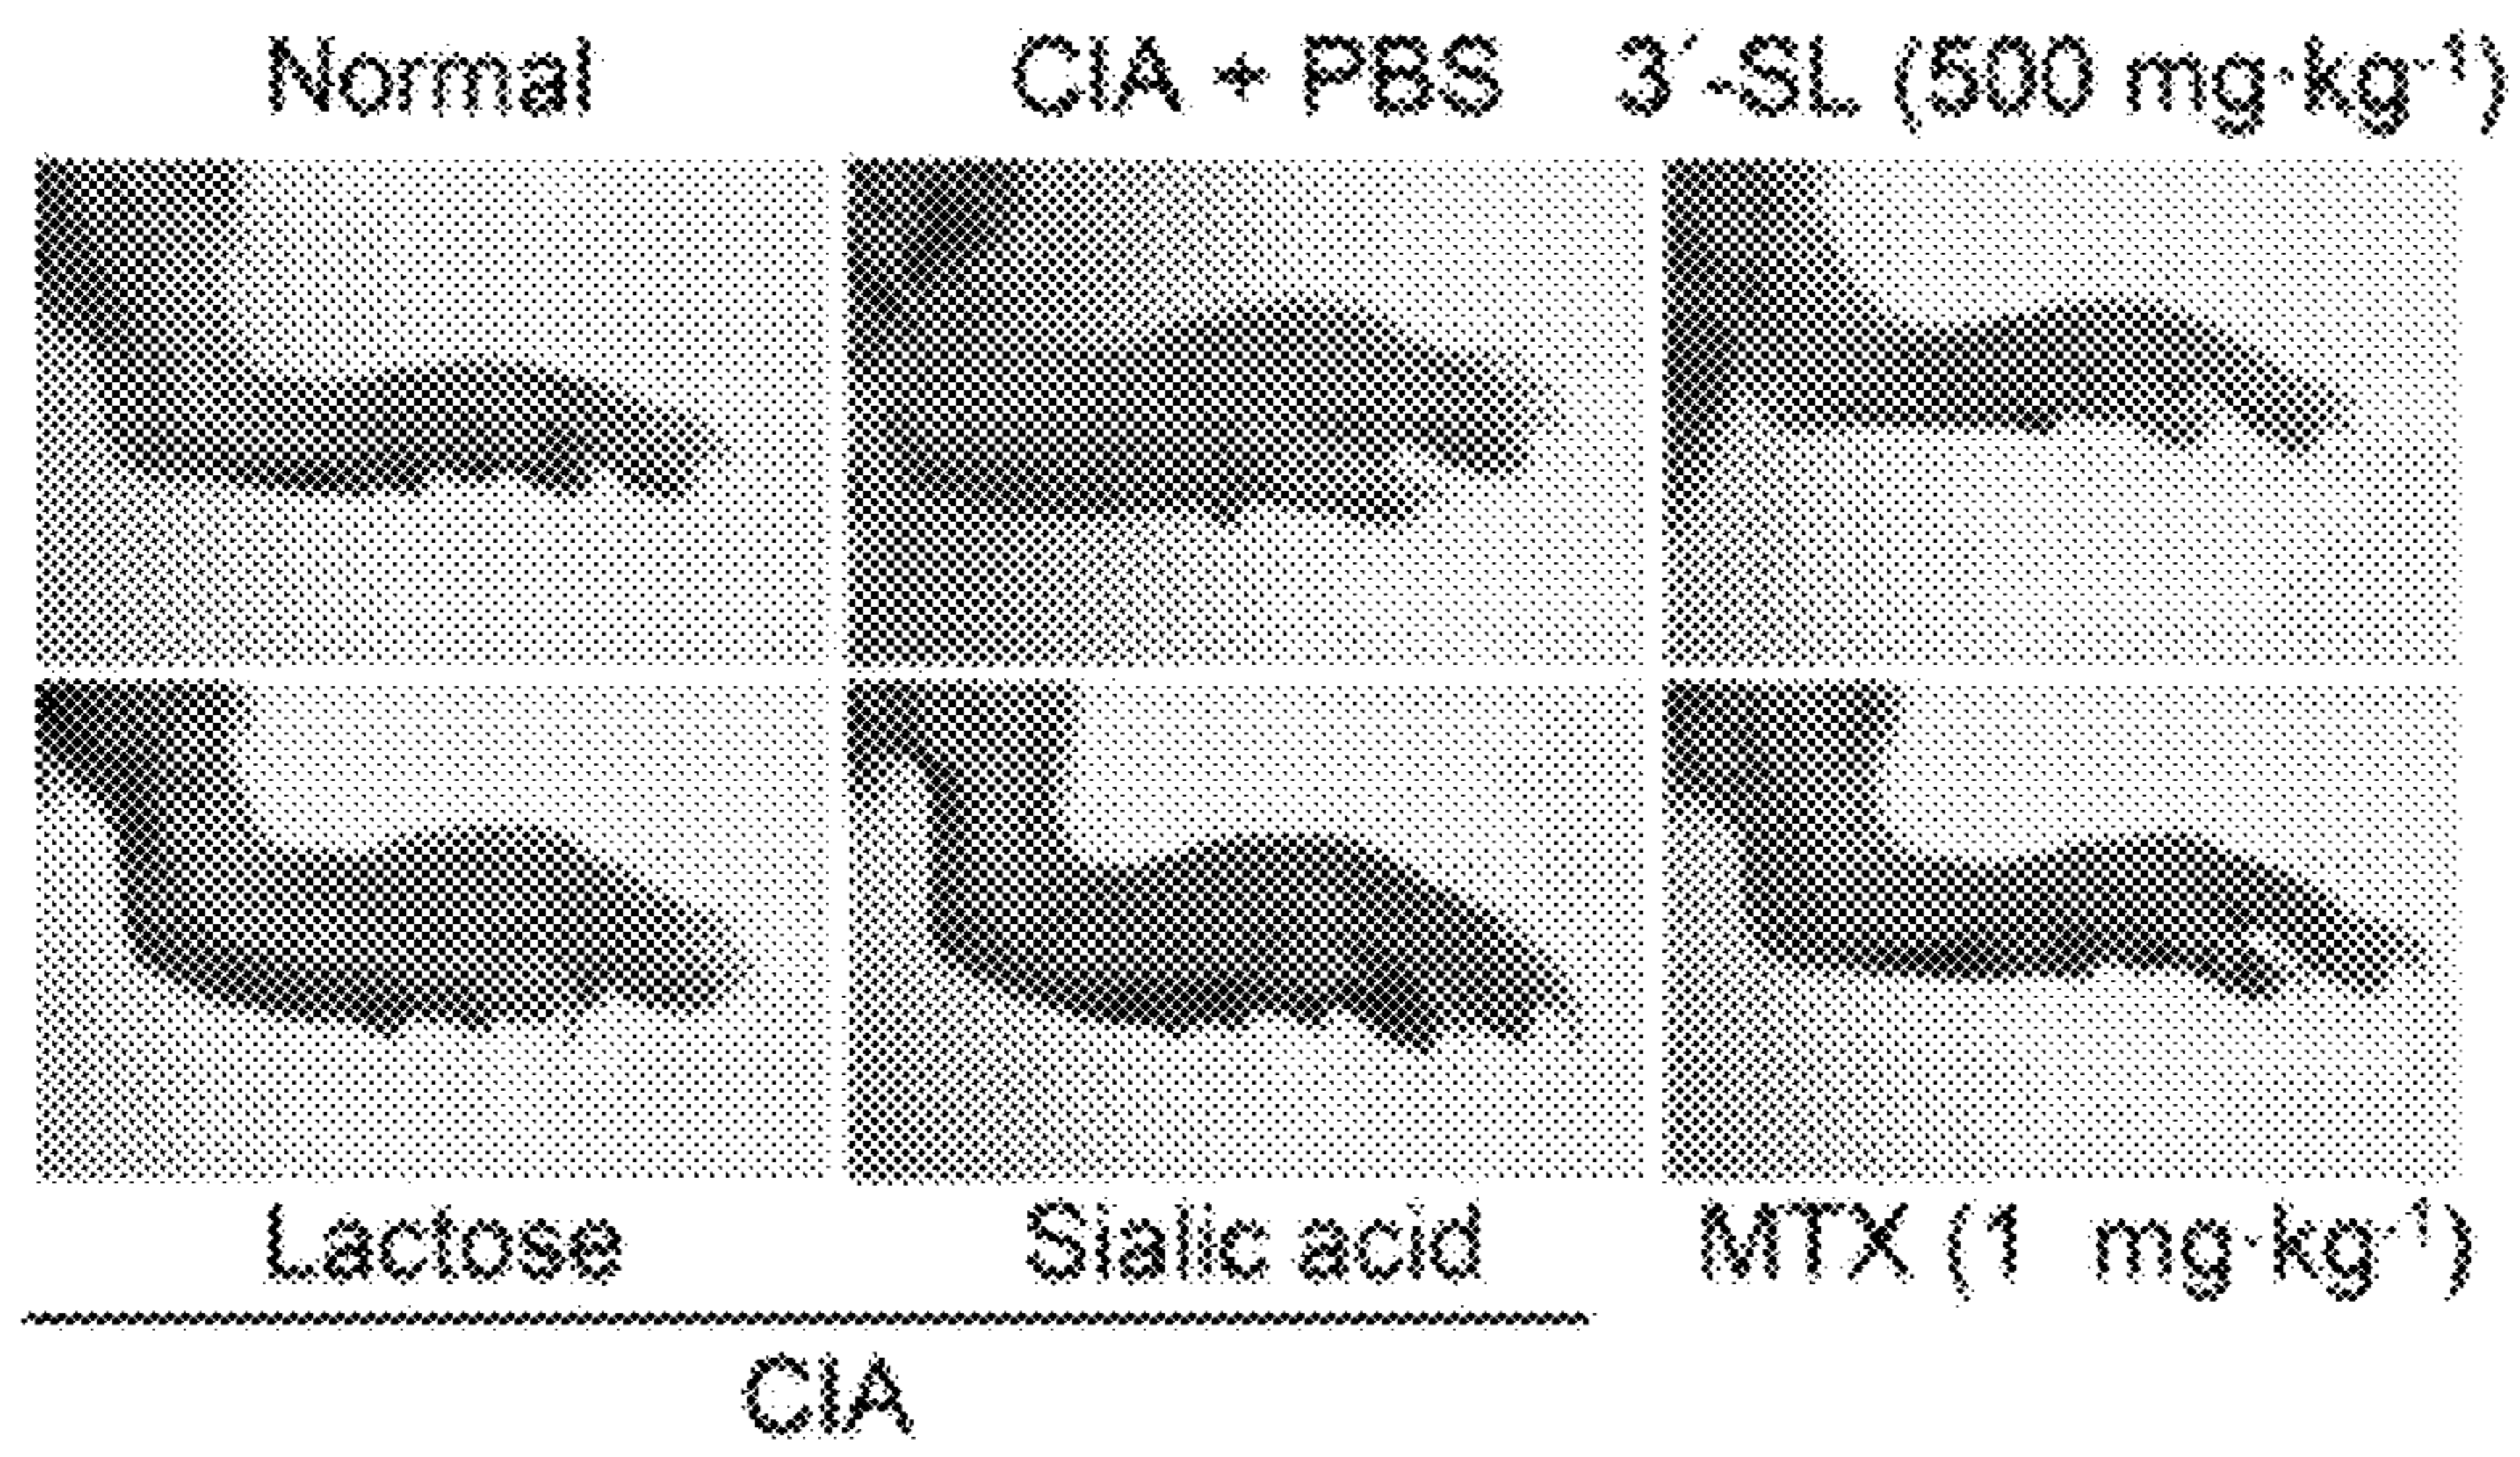 Normal CIA + PBS 3´-SL (500 mg·kg⁻¹)
Lactose Sialic acid MTX (1 mg·kg⁻¹)
CIA